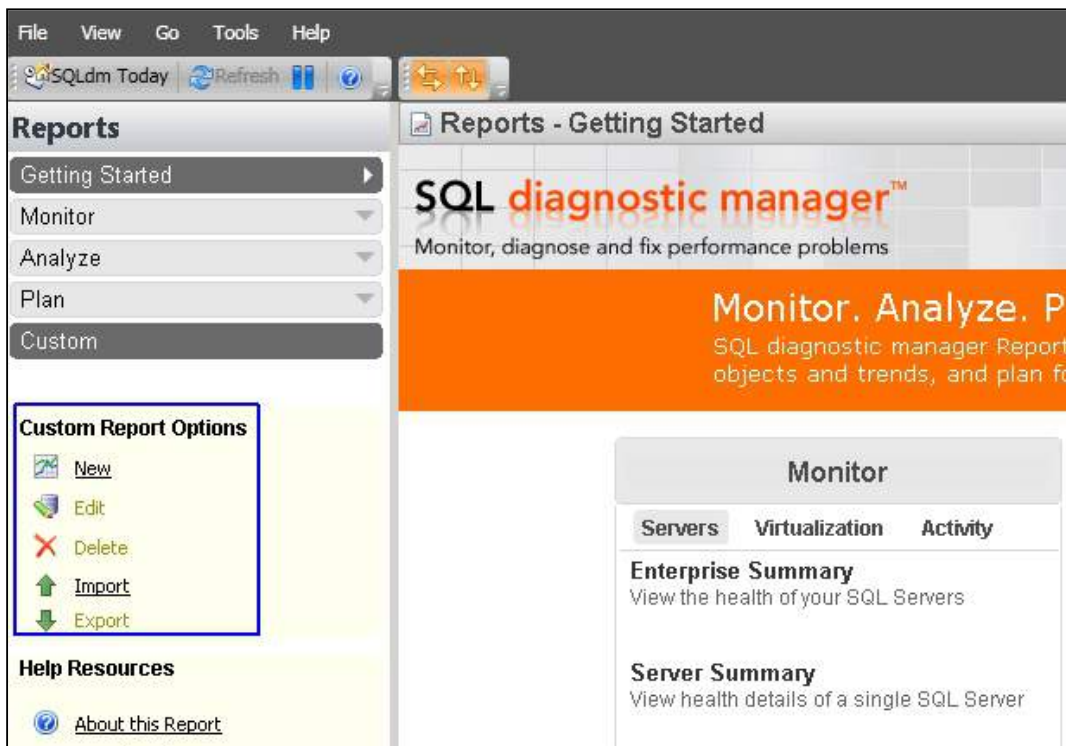 File View Go Tools Help
SQLdm Today Refresh
Reports
Getting Started
Monitor
Analyze
Plan
Custom
Custom Report Options
New
Edit
Delete
Import
Export
Help Resources
About this Report
Reports - Getting Started
SQL diagnostic manager™
Monitor, diagnose and fix performance problems
Monitor. Analyze. P
SQL diagnostic manager Report
objects and trends, and plan fo
Monitor
Servers Virtualization Activity
Enterprise Summary
View the health of your SQL Servers
Server Summary
View health details of a single SQL Server